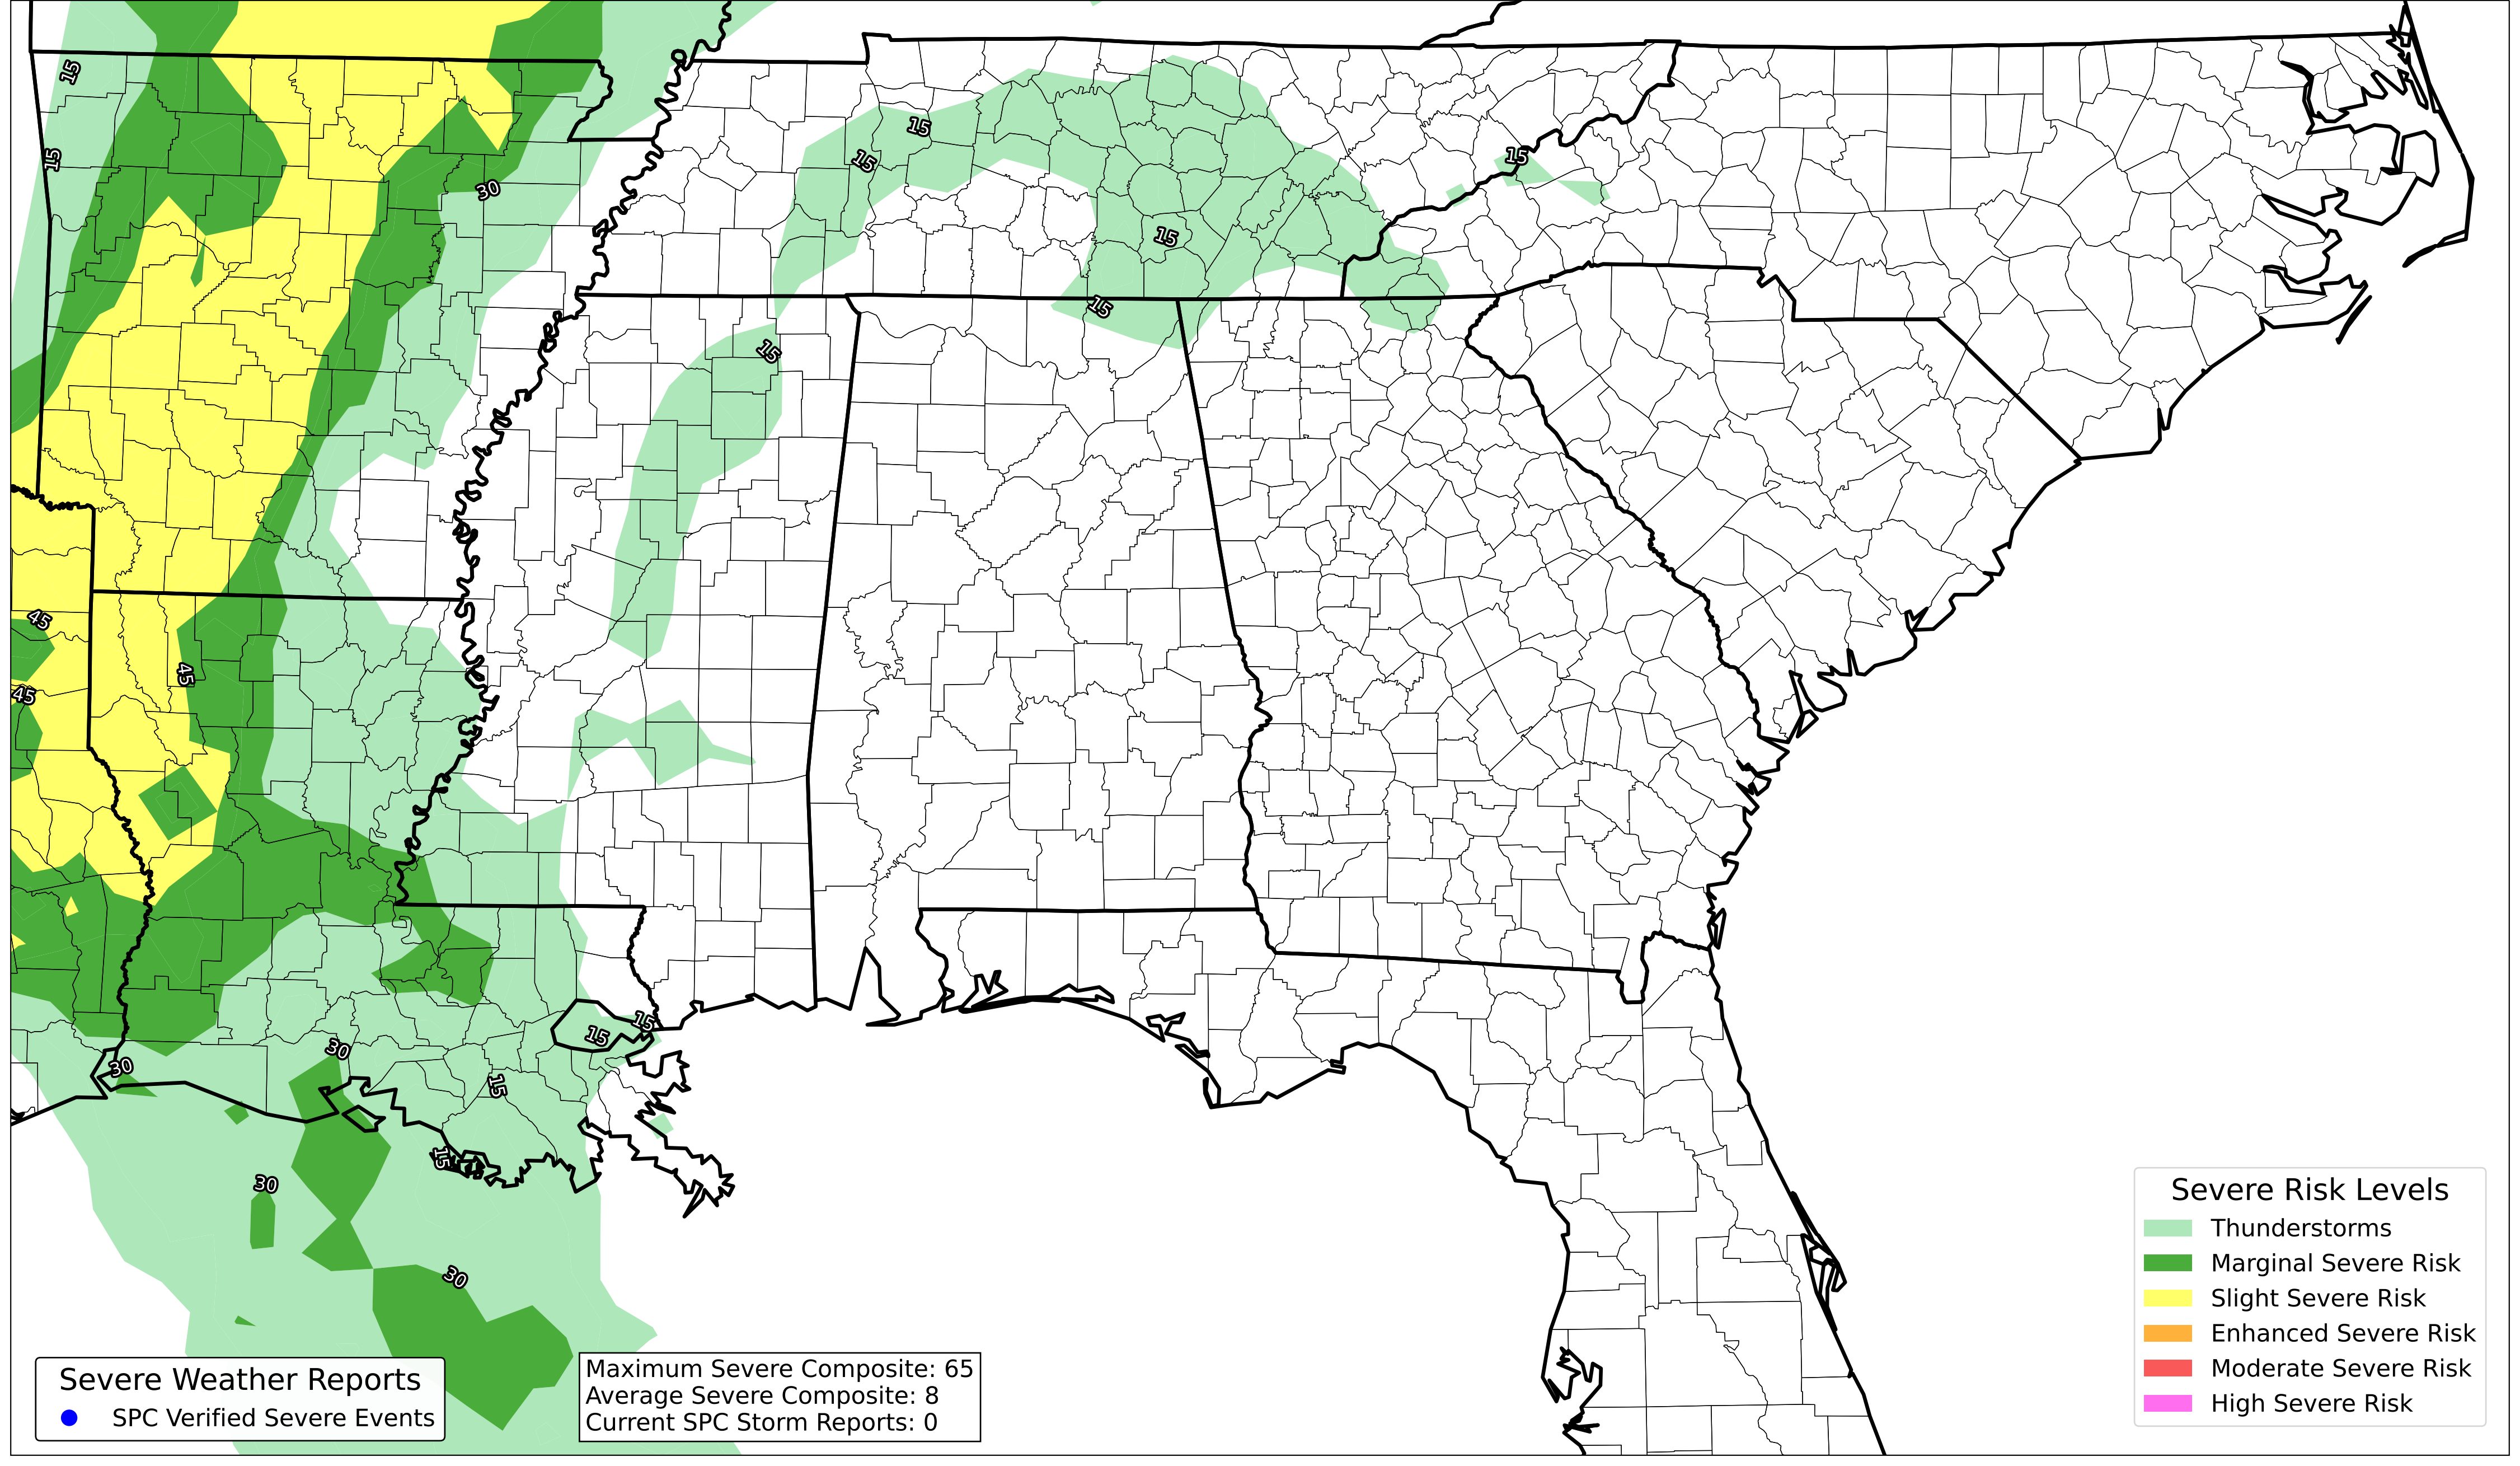 15
15
15
15
30
15
15
15
15
15
45
45
45
15
15
30
30
15
15
30
30
Severe Risk Levels
Thunderstorms
Marginal Severe Risk
Slight Severe Risk
Enhanced Severe Risk
Moderate Severe Risk
High Severe Risk
Severe Weather Reports
SPC Verified Severe Events
Maximum Severe Composite: 65
Average Severe Composite: 8
Current SPC Storm Reports: 0